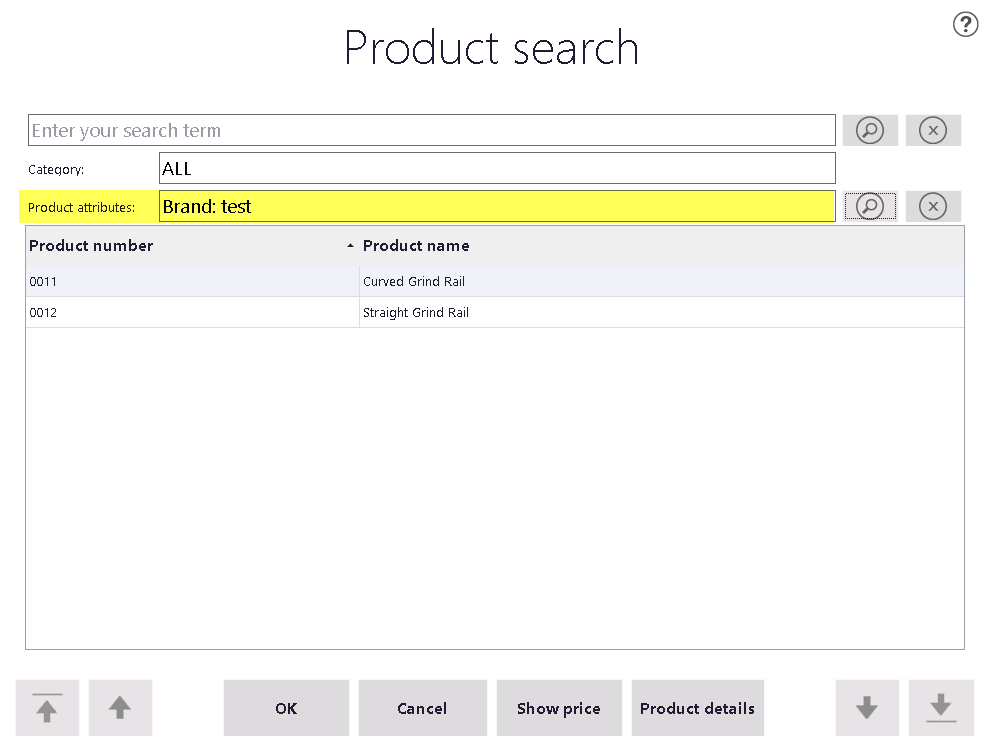 Product search
?
Enter your search term
Category: ALL
Product attributes: Brand: test
Product number Product name
0011 Curved Grind Rail
0012 Straight Grind Rail
OK Cancel Show price Product details